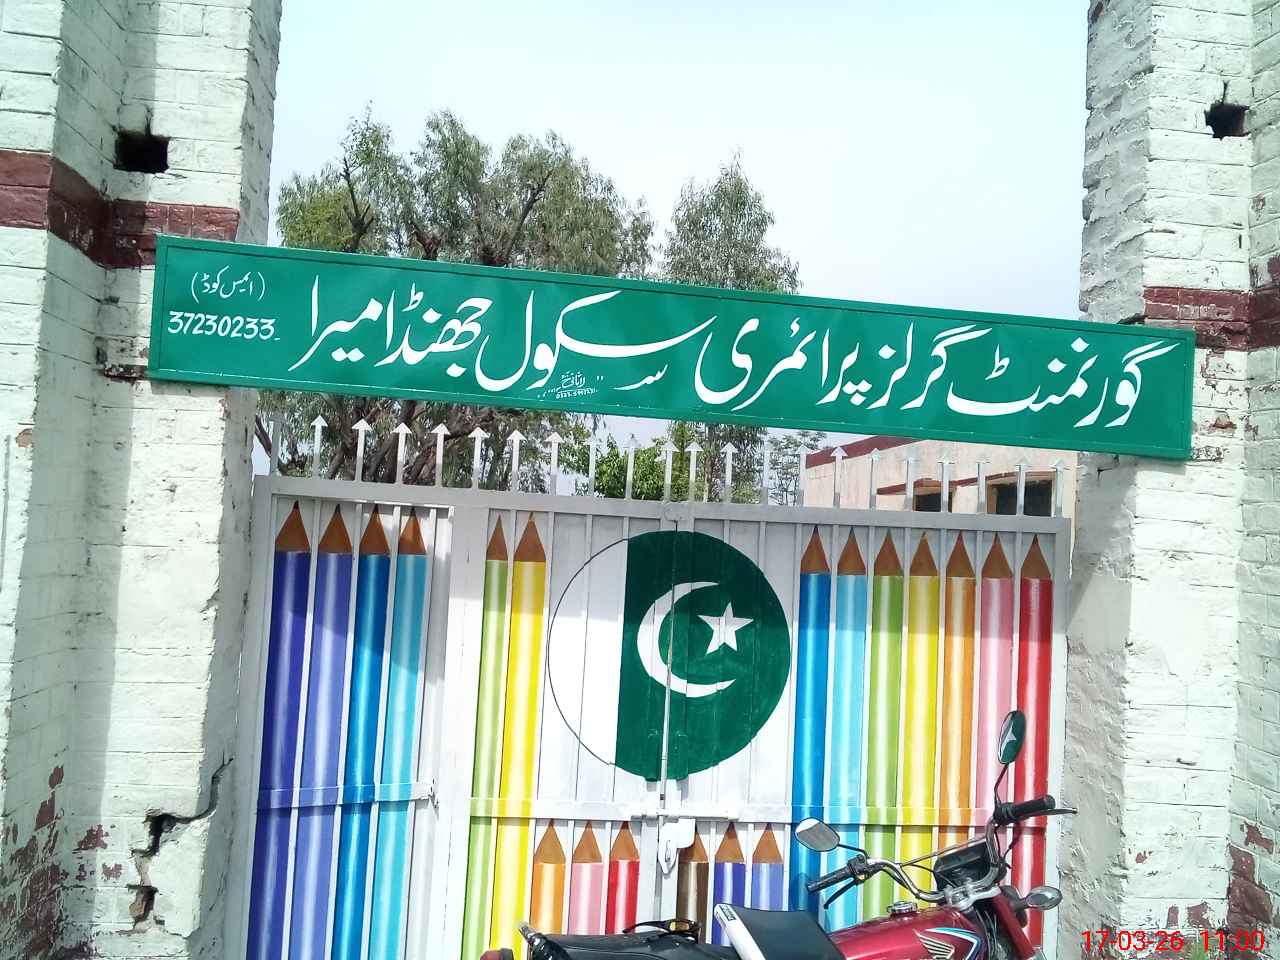 گورنمنٹ گرلز پرائمری سکول جھنڈا میرا
(ایمس کوڈ)
37230233
17-03-26 11:00